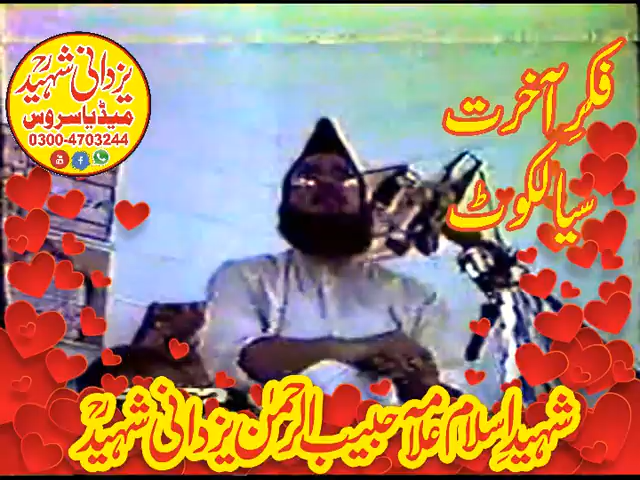 یزدانی شہیدؒ
میڈیا سروس
0300-4703244
فکرِ آخرت
سیالکوٹ
شہیدِ اسلام علامہ حبیب الرحمٰن یزدانی شہیدؒ